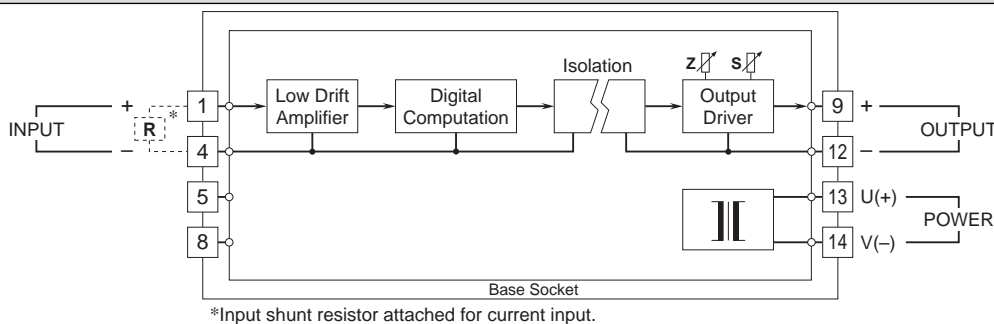 Isolation
Z S
1 Low Drift
Amplifier
Digital
Computation
Output
Driver
9 +
INPUT + – R *
OUTPUT
4
12 –
5
13 U(+)
POWER
8
14 V(–)
Base Socket
*Input shunt resistor attached for current input.